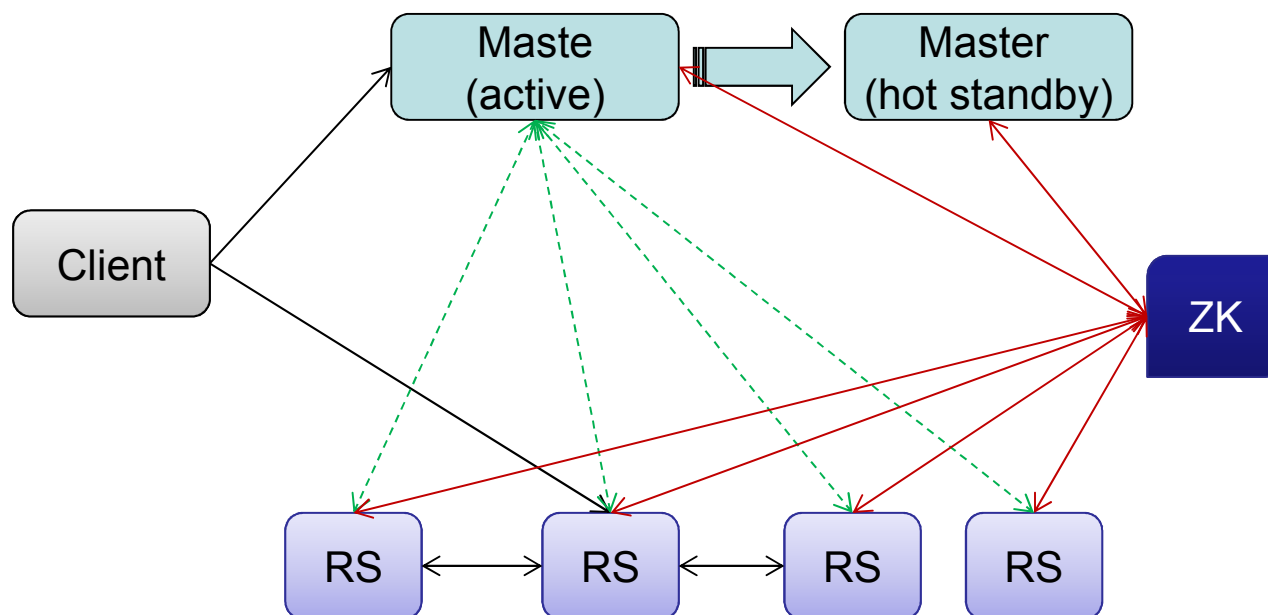 Maste
(active)
Master
(hot standby)
Client
ZK
RS
RS
RS
RS